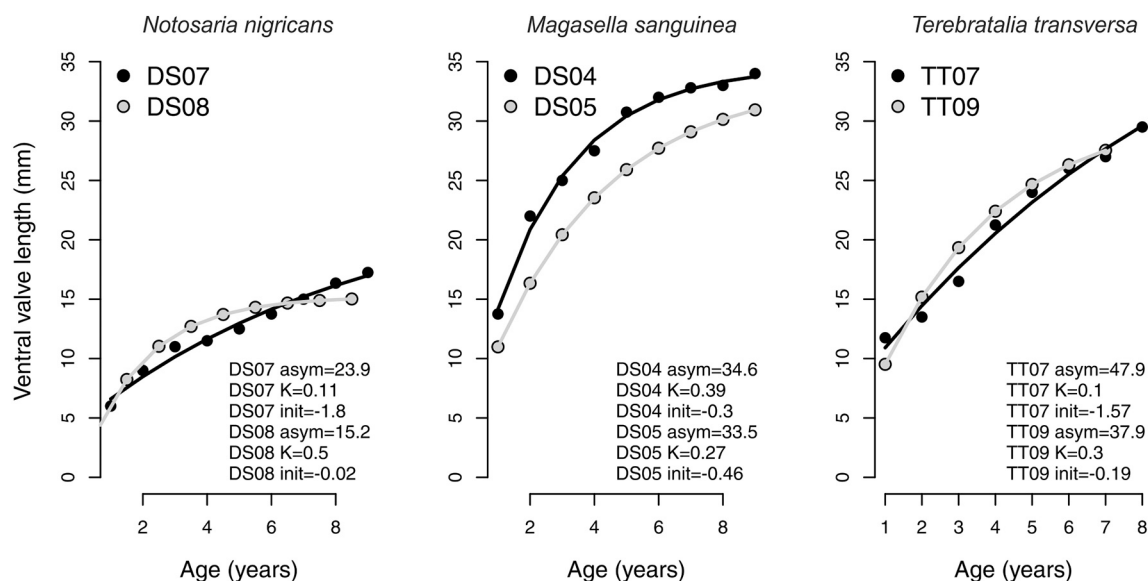 Notosaria nigricans
Magasella sanguinea
Terebratalia transversa
Ventral valve length (mm)
35
30
25
20
15
10
5
0
DS07
DS08
DS07 asym=23.9
DS07 K=0.11
DS07 init=-1.8
DS08 asym=15.2
DS08 K=0.5
DS08 init=-0.02
2 4 6 8
Age (years)
35
30
25
20
15
10
5
0
DS04
DS05
DS04 asym=34.6
DS04 K=0.39
DS04 init=-0.3
DS05 asym=33.5
DS05 K=0.27
DS05 init=-0.46
2 4 6 8
Age (years)
35
30
25
20
15
10
5
0
TT07
TT09
TT07 asym=47.9
TT07 K=0.1
TT07 init=-1.57
TT09 asym=37.9
TT09 K=0.3
TT09 init=-0.19
1 2 3 4 5 6 7 8
Age (years)